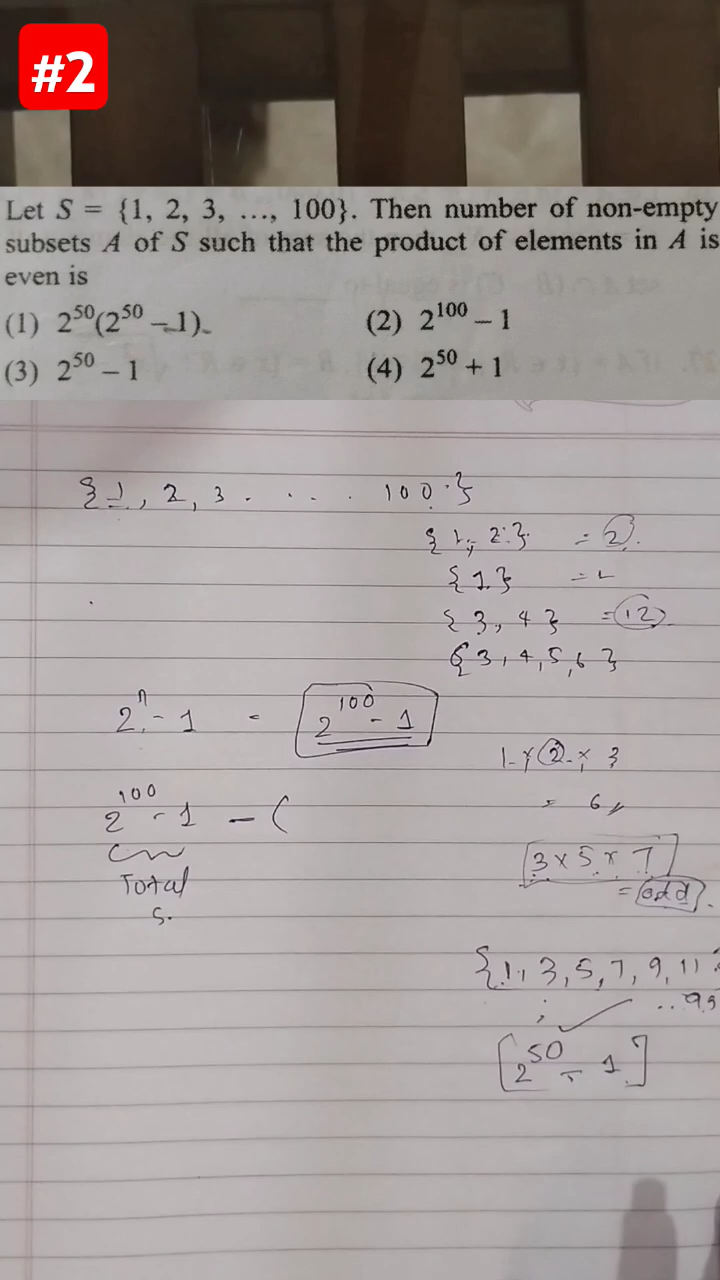 #2
Let S = {1, 2, 3, ..., 100}. Then number of non-empty
subsets A of S such that the product of elements in A is
even is
(1) 2^50(2^50 – 1)
(2) 2^100 – 1
(3) 2^50 – 1
(4) 2^50 + 1
{1, 2, 3 . . . . 100.}
{1, 2} = 2
{1} = 1
{3, 4} = 12
{3, 4, 5, 6}
2^n - 1 = 2^100 - 1
1 × 2 × 3
= 6
2^100 - 1 - (
Total
S.
3 × 5 × 7
= odd
{1, 3, 5, 7, 9, 11
.. 99
[2^50 - 1]